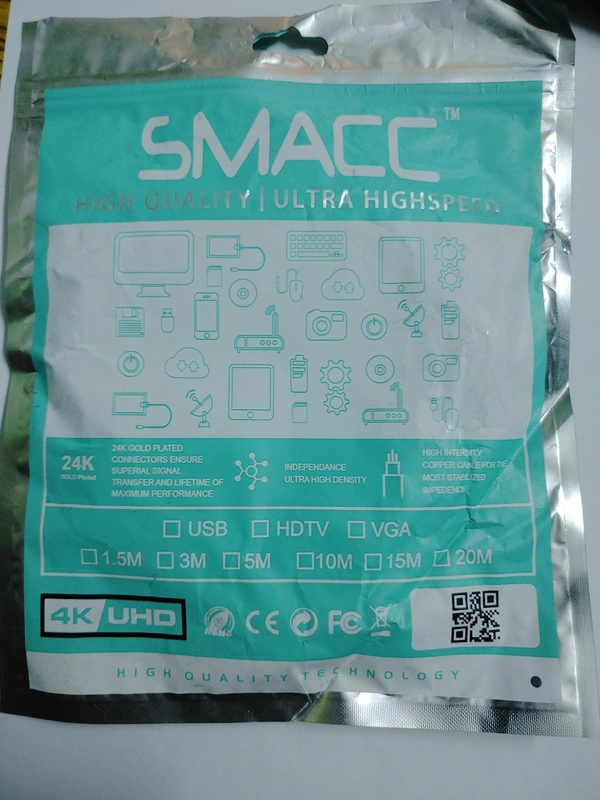 SMACC™
HIGH QUALITY | ULTRA HIGHSPEED
24K
GOLD Plated
24K GOLD PLATED
CONNECTORS ENSURE
SUPERIAL SIGNAL
TRANSFER AND LIFETIME OF
MAXIMUM PERFORMANCE
INDEPENDANCE
ULTRA HIGH DENSITY
HIGH INTERSITY
COPPER CABLE FOR THE
MOST STABILIZED
IMPEDENCE
USB HDTV VGA
1.5M 3M 5M 10M 15M 20M
4K UHD
RoHS CE FC
HIGH QUALITY TECHNOLOGY